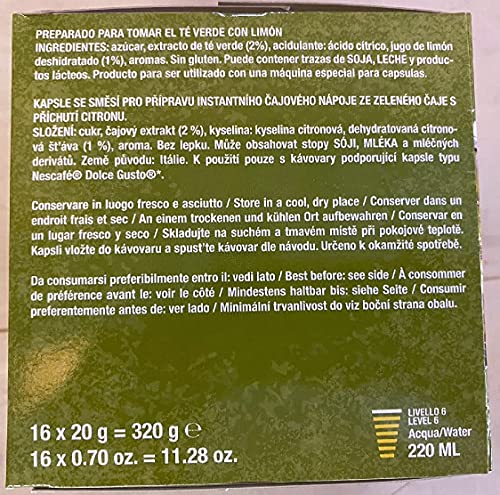 PREPARADO PARA TOMAR EL TÉ VERDE CON LIMÓN
INGREDIENTES: azúcar, extracto de té verde (2%), acidulante: ácido cítrico, jugo de limón
deshidratado (1%), aromas. Sin gluten. Puede contener trazas de SOJA, LECHE y produc-
tos lácteos. Producto para ser utilizado con una máquina especial para capsulas.
KAPSLE SE SMĚSÍ PRO PŘÍPRAVU INSTANTNÍHO ČAJOVÉHO NÁPOJE ZE ZELENÉHO ČAJE S
PŘÍCHUTÍ CITRONU.
SLOŽENÍ: cukr, čajový extrakt (2 %), kyselina: kyselina citronová, dehydratovaná citrono-
vá šťáva (1 %), aroma. Bez lepku. Může obsahovat stopy SÓJI, MLÉKA a mléčných
derivátů. Země původu: Itálie. K použití pouze s kávovary podporující kapsle typu
Nescafé® Dolce Gusto®*.
Conservare in luogo fresco e asciutto / Store in a cool, dry place / Conserver dans un
endroit frais et sec / An einem trockenen und kühlen Ort aufbewahren / Conservar en
un lugar fresco y seco / Skladujte na suchém a tmavém místě při pokojové teplotě.
Kapsli vložte do kávovaru a spusťte kávovar dle návodu. Určeno k okamžité spotřebě.
Da consumarsi preferibilmente entro il: vedi lato / Best before: see side / À consommer
de préférence avant le: voir le côté / Mindestens haltbar bis: siehe Seite / Consumir
preferentemente antes de: ver lado / Minimální trvanlivost do viz boční strana obalu.
16 x 20 g = 320 g ℮
16 x 0.70 oz. = 11.28 oz.
LIVELLO 6
LEVEL 6
Acqua/Water
220 ML